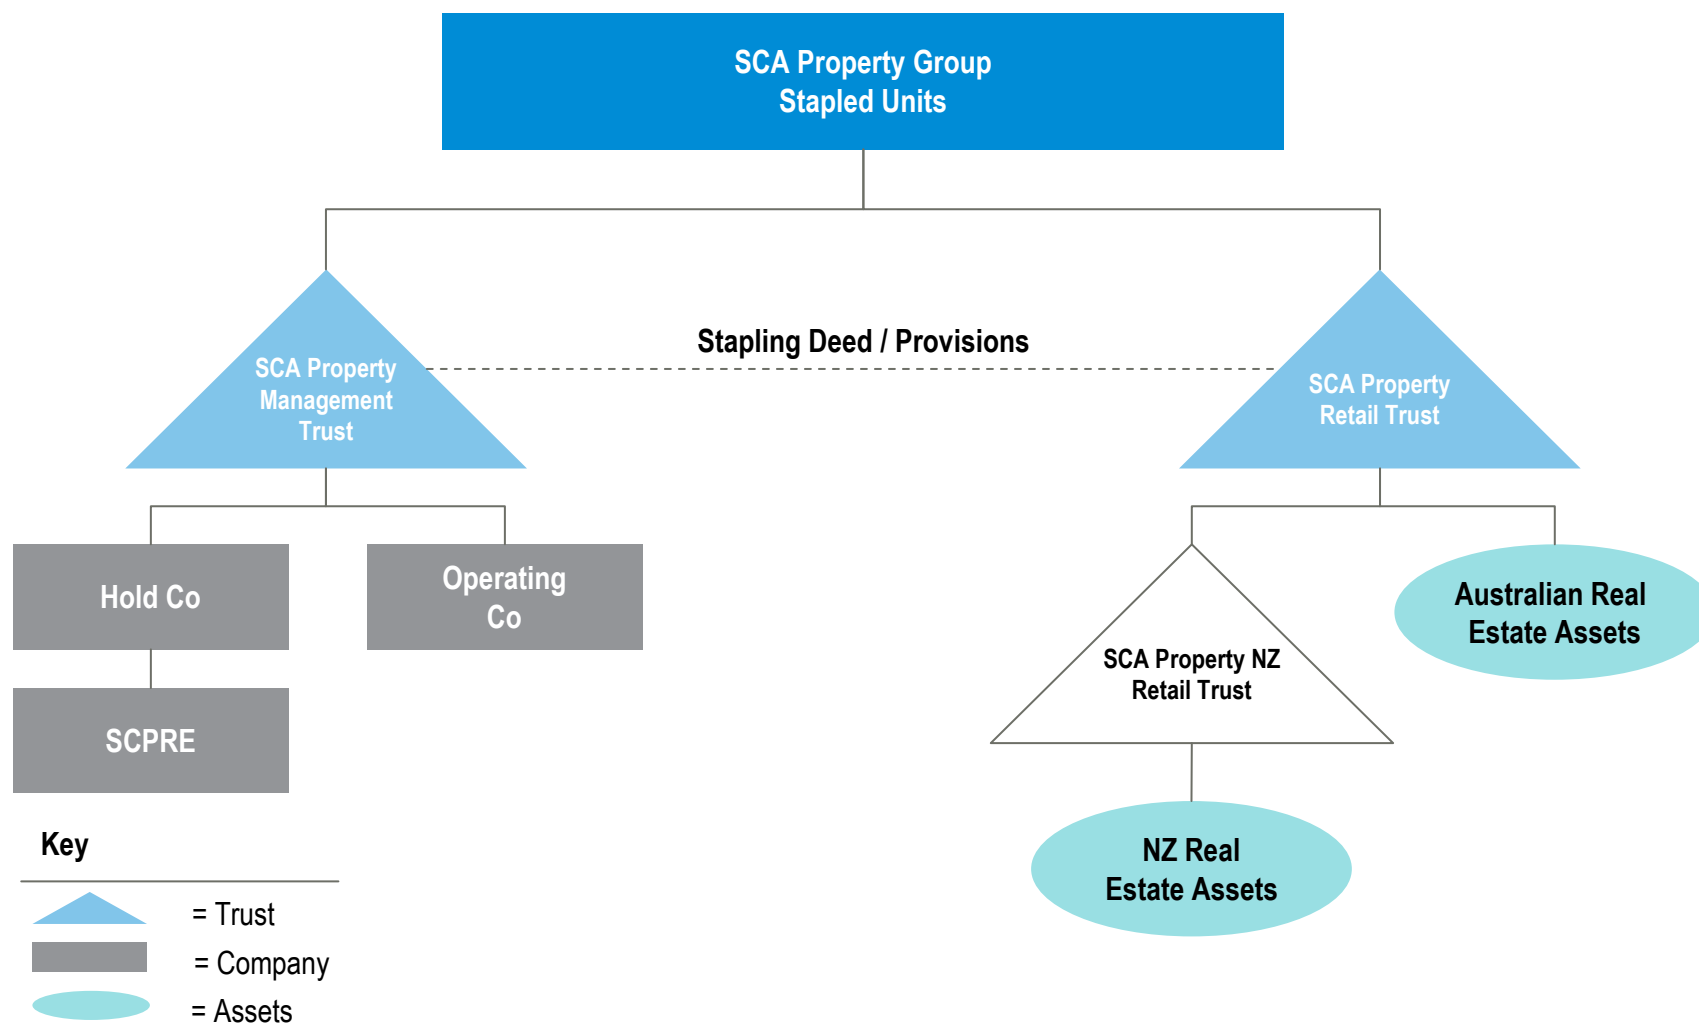 SCA Property Group
Stapled Units
Stapling Deed / Provisions
SCA Property
Management
Trust
SCA Property
Retail Trust
Hold Co
Operating
Co
SCPRE
SCA Property NZ
Retail Trust
Australian Real
Estate Assets
NZ Real
Estate Assets
Key
= Trust
= Company
= Assets